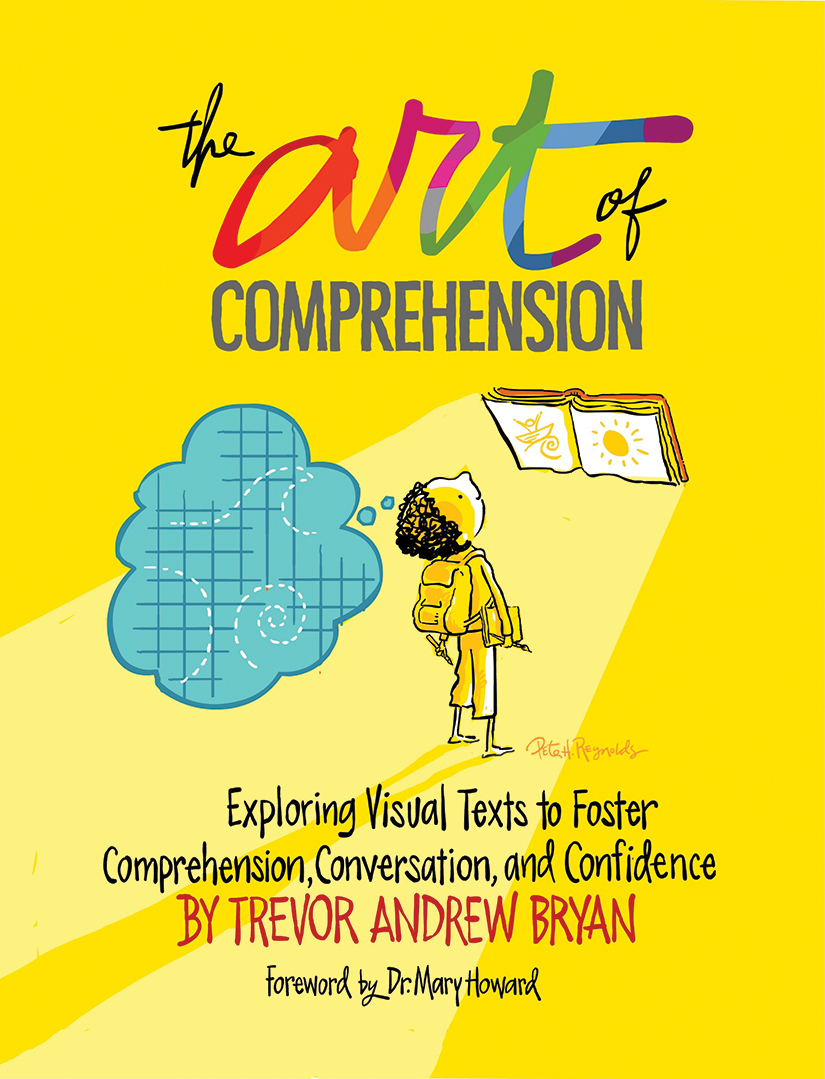 the art of
COMPREHENSION
Peter H. Reynolds
Exploring Visual Texts to Foster
Comprehension, Conversation, and Confidence
BY TREVOR ANDREW BRYAN
Foreword by Dr. Mary Howard